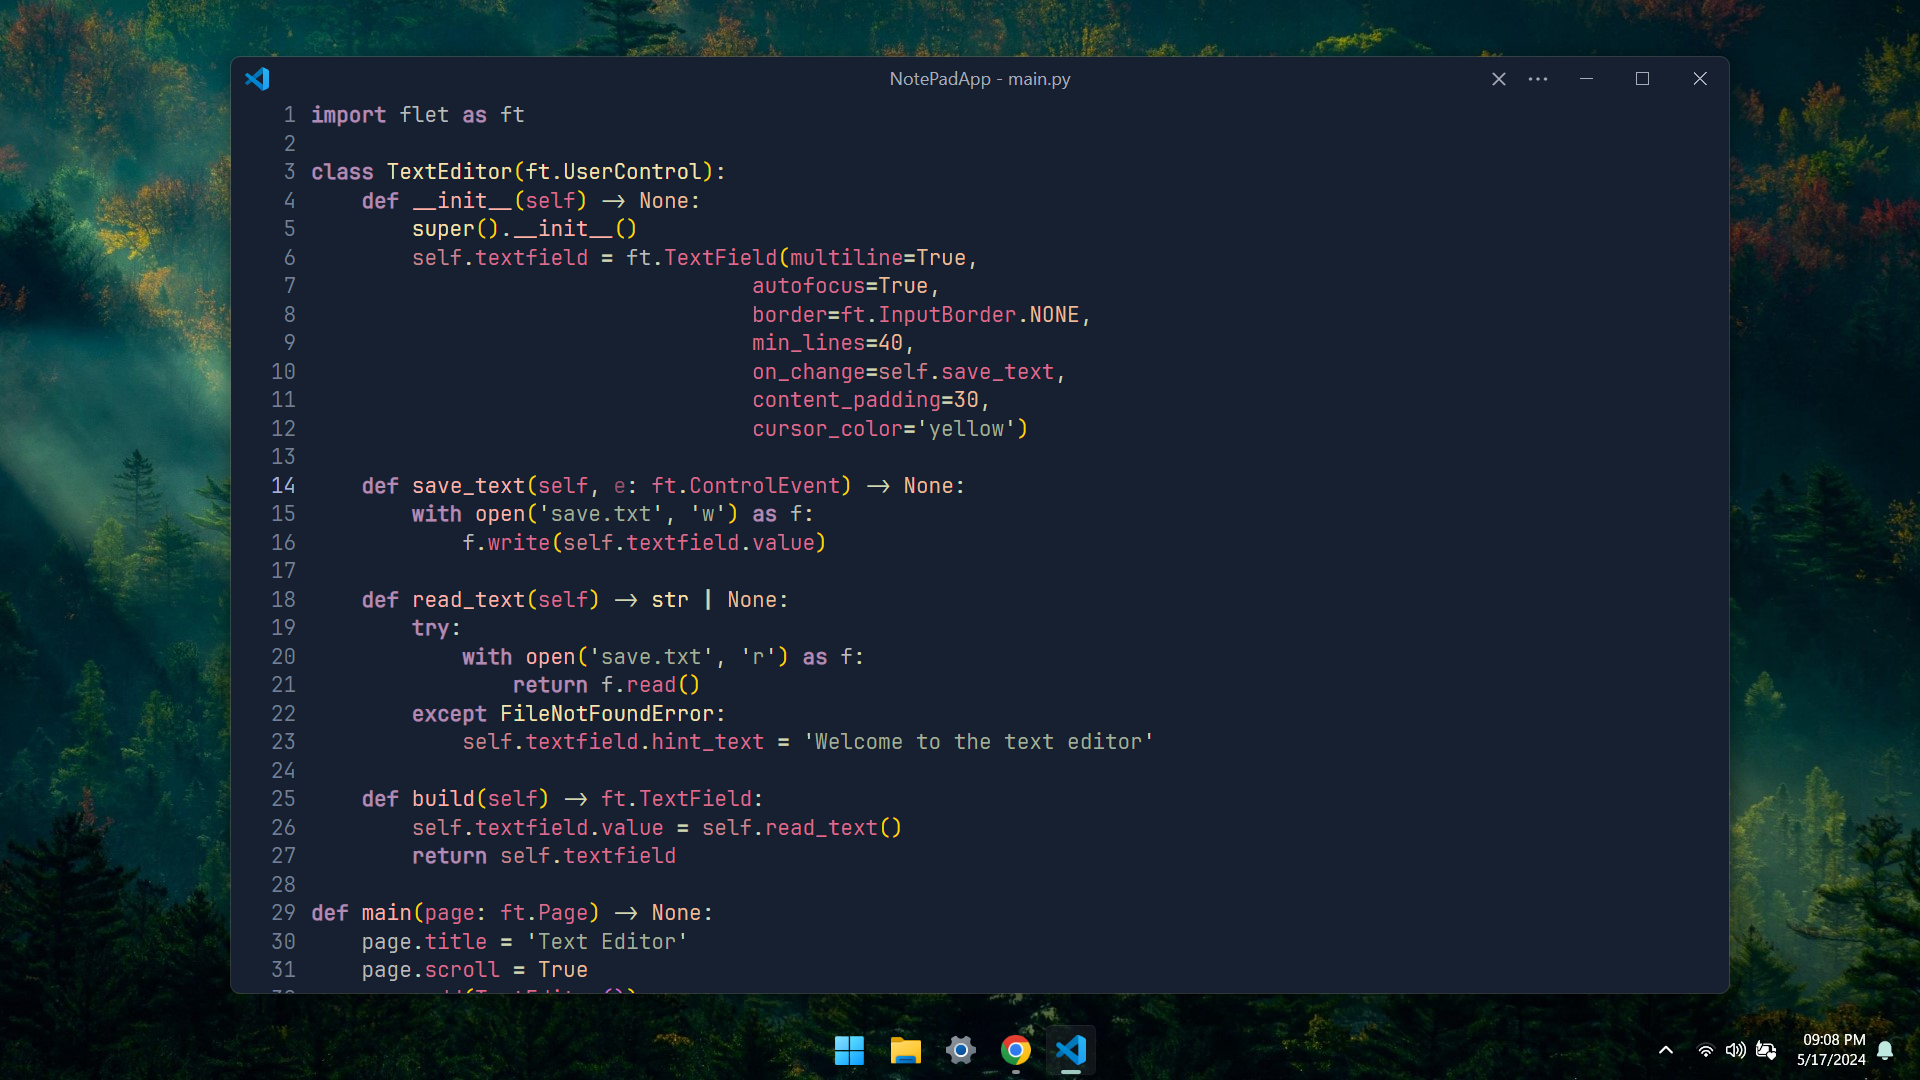 NotePadApp - main.py
1 import flet as ft
2
3 class TextEditor(ft.UserControl):
4     def __init__(self) -> None:
5         super().__init__()
6         self.textfield = ft.TextField(multiline=True,
7                                    autofocus=True,
8                                    border=ft.InputBorder.NONE,
9                                    min_lines=40,
10                                    on_change=self.save_text,
11                                    content_padding=30,
12                                    cursor_color='yellow')
13
14     def save_text(self, e: ft.ControlEvent) -> None:
15         with open('save.txt', 'w') as f:
16             f.write(self.textfield.value)
17
18     def read_text(self) -> str | None:
19         try:
20             with open('save.txt', 'r') as f:
21                 return f.read()
22         except FileNotFoundError:
23             self.textfield.hint_text = 'Welcome to the text editor'
24
25     def build(self) -> ft.TextField:
26         self.textfield.value = self.read_text()
27         return self.textfield
28
29 def main(page: ft.Page) -> None:
30     page.title = 'Text Editor'
31     page.scroll = True
09:08 PM
5/17/2024